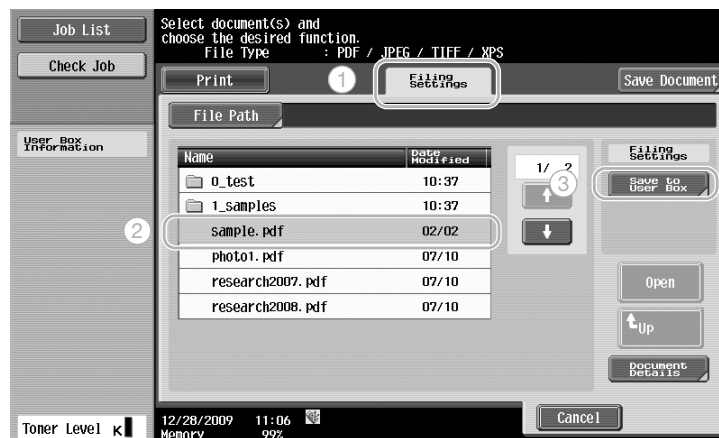 Job List
Check Job
Select document(s) and
choose the desired function.
File Type : PDF / JPEG / TIFF / XPS
Print
1
Filing
Settings
Save Document
File Path
User Box
Information
Name
Date
Modified
0_test 10:37
1_samples 10:37
2
sample.pdf 02/02
photo1.pdf 07/10
research2007.pdf 07/10
research2008.pdf 07/10
1/ 2
3
Filing
Settings
Save to
User Box
Open
Up
Document
Details
Toner Level K
12/28/2009 11:06
Memory 99%
Cancel